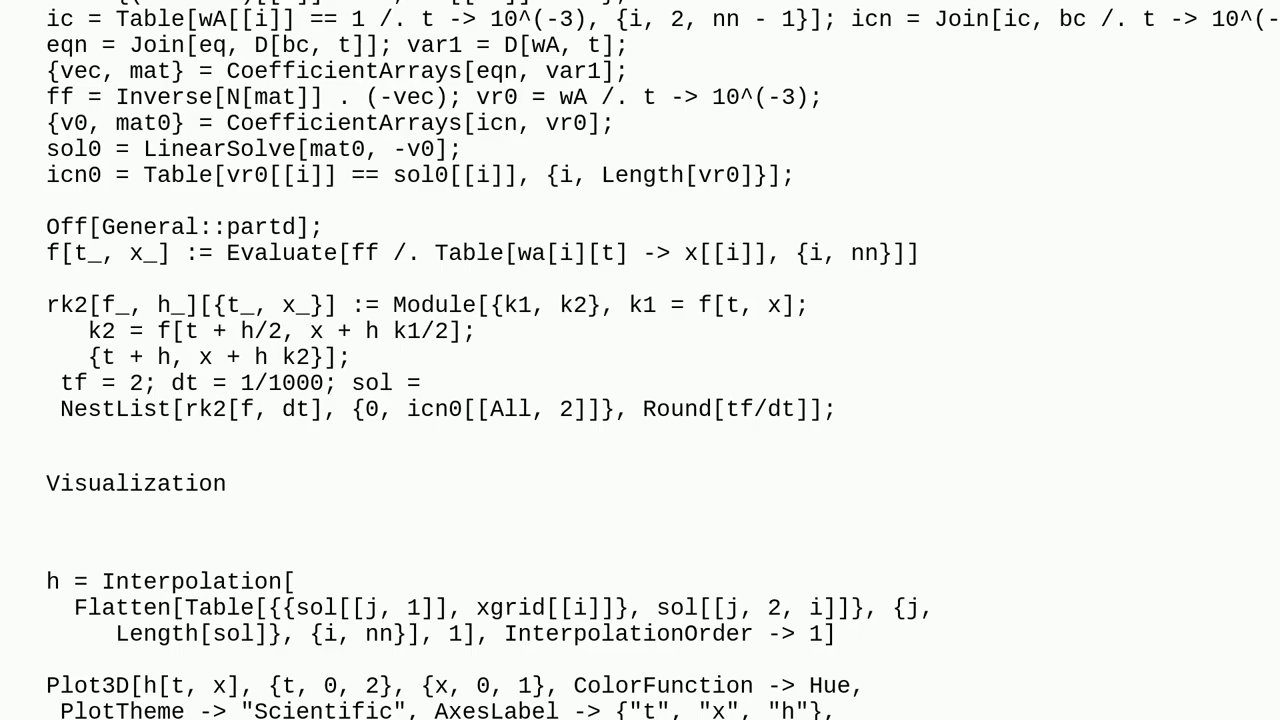 ic = Table[wA[[i]] == 1 /. t -> 10^(-3), {i, 2, nn - 1}]; icn = Join[ic, bc /. t -> 10^(-
eqn = Join[eq, D[bc, t]]; var1 = D[wA, t];
{vec, mat} = CoefficientArrays[eqn, var1];
ff = Inverse[N[mat]] . (-vec); vr0 = wA /. t -> 10^(-3);
{v0, mat0} = CoefficientArrays[icn, vr0];
sol0 = LinearSolve[mat0, -v0];
icn0 = Table[vr0[[i]] == sol0[[i]], {i, Length[vr0]}];
Off[General::partd];
f[t_, x_] := Evaluate[ff /. Table[wa[i][t] -> x[[i]], {i, nn}]]
rk2[f_, h_][{t_, x_}] := Module[{k1, k2}, k1 = f[t, x];
k2 = f[t + h/2, x + h k1/2];
{t + h, x + h k2}];
tf = 2; dt = 1/1000; sol =
NestList[rk2[f, dt], {0, icn0[[All, 2]]}, Round[tf/dt]];
Visualization
h = Interpolation[
Flatten[Table[{{sol[[j, 1]], xgrid[[i]]}, sol[[j, 2, i]]}, {j,
Length[sol]}, {i, nn}], 1], InterpolationOrder -> 1]
Plot3D[h[t, x], {t, 0, 2}, {x, 0, 1}, ColorFunction -> Hue,
PlotTheme -> "Scientific", AxesLabel -> {"t", "x", "h"},